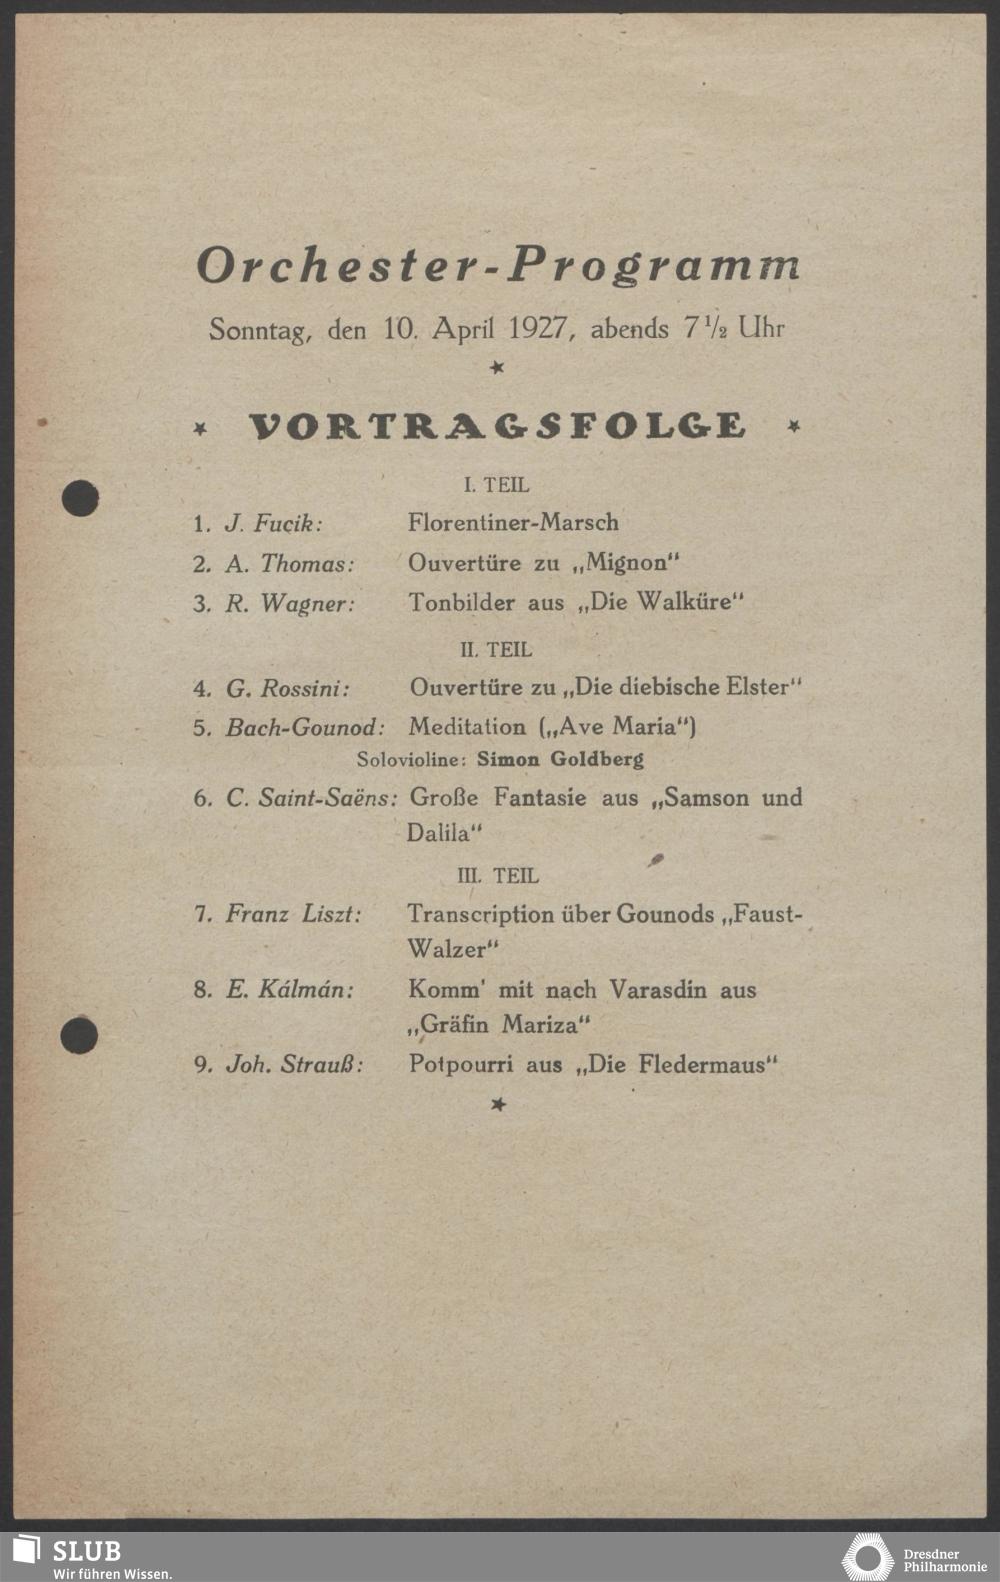 Orchester-Programm
Sonntag, den 10. April 1927, abends 7 1/2 Uhr
VORTRAGSFOLGE
I. TEIL
1. J. Fucik: Florentiner-Marsch
2. A. Thomas: Ouvertüre zu „Mignon“
3. R. Wagner: Tonbilder aus „Die Walküre“
II. TEIL
4. G. Rossini: Ouvertüre zu „Die diebische Elster“
5. Bach-Gounod: Meditation („Ave Maria“)
Solovioline: Simon Goldberg
6. C. Saint-Saëns: Große Fantasie aus „Samson und
Dalila“
III. TEIL
7. Franz Liszt: Transcription über Gounods „Faust-
Walzer“
8. E. Kálmán: Komm' mit nach Varasdin aus
„Gräfin Mariza“
9. Joh. Strauß: Potpourri aus „Die Fledermaus“
SLUB
Wir führen Wissen.
Dresdner
Philharmonie